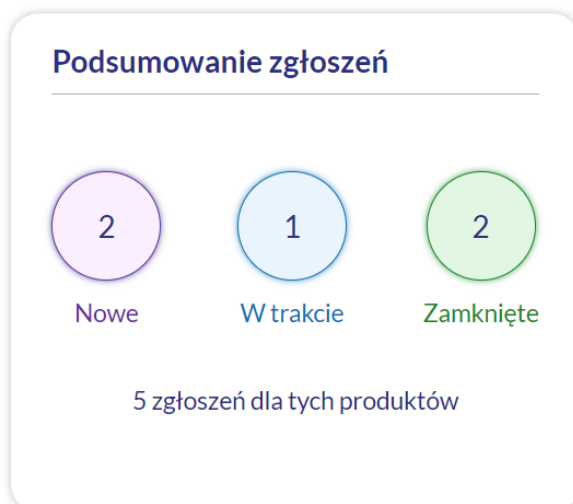 Podsumowanie zgłoszeń
2 1 2
Nowe W trakcie Zamknięte
5 zgłoszeń dla tych produktów